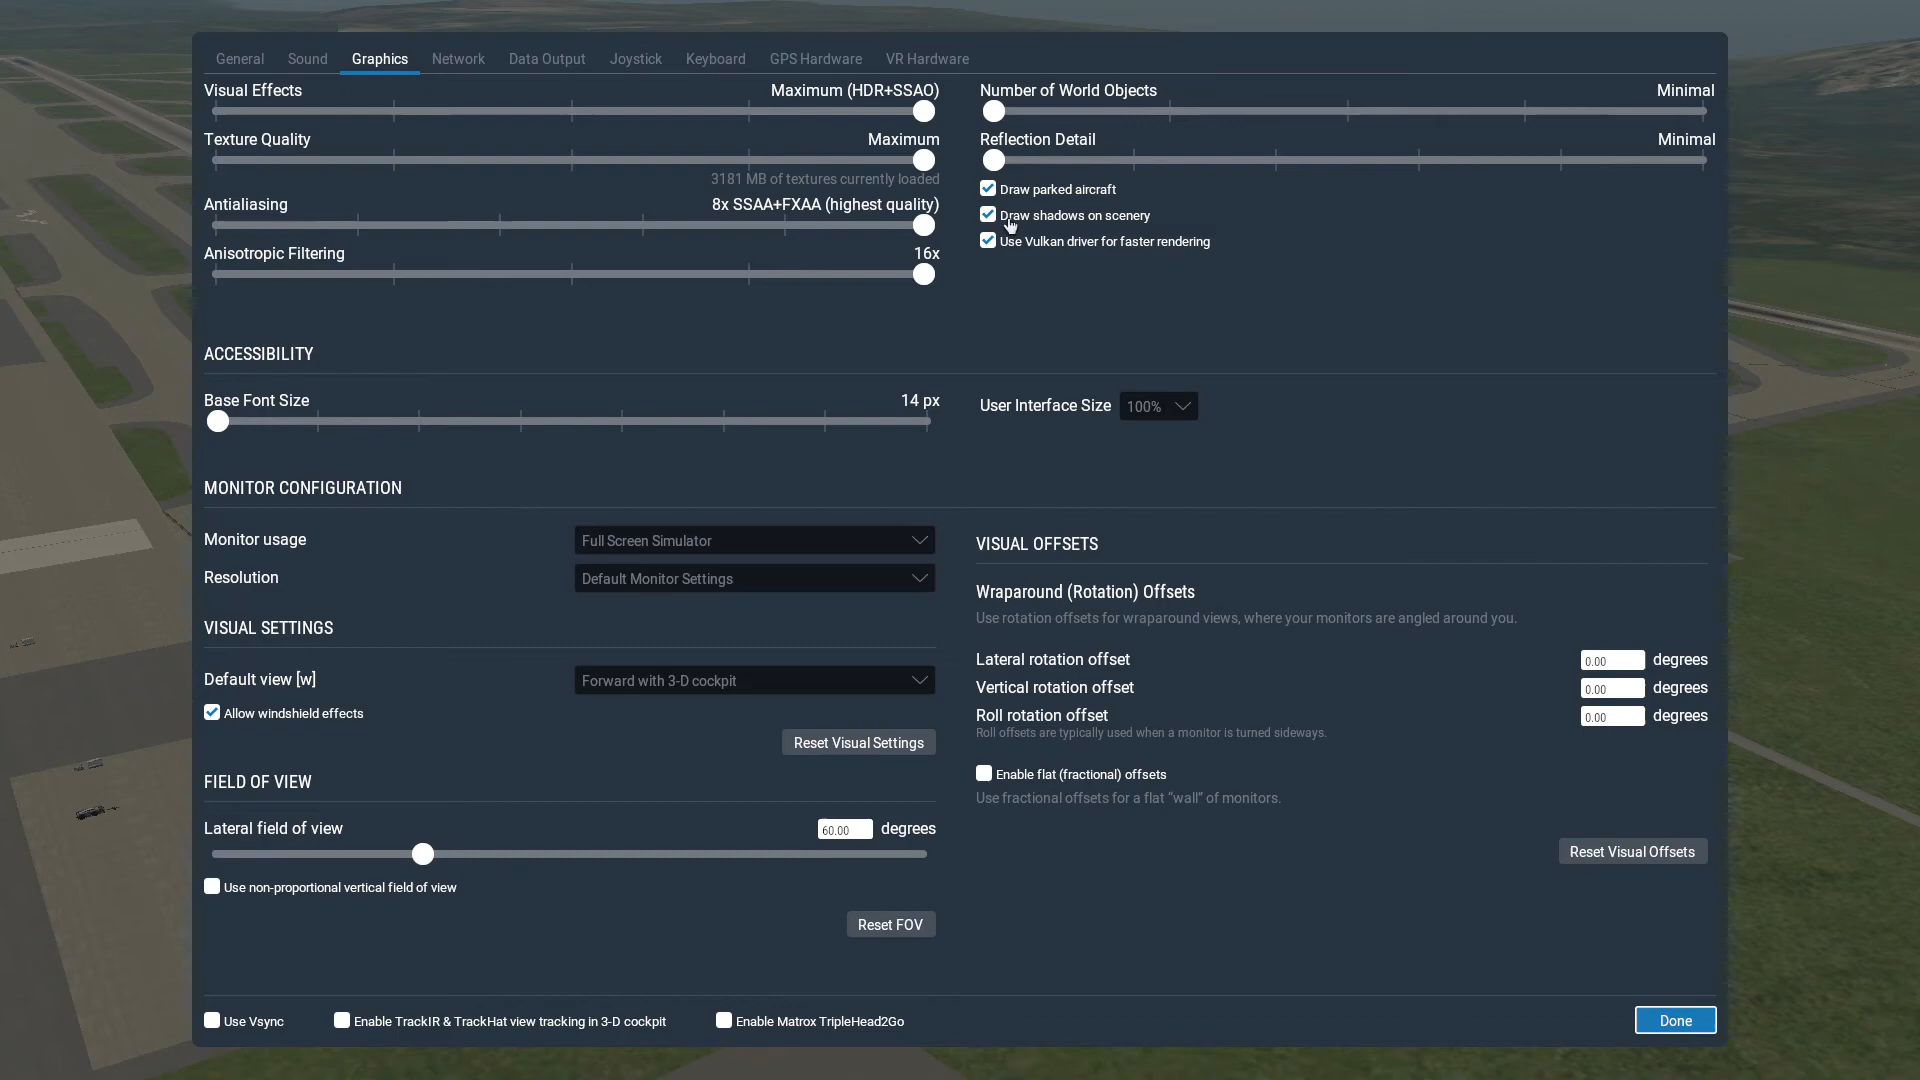 General Sound Graphics Network Data Output Joystick Keyboard GPS Hardware VR Hardware
Visual Effects Maximum (HDR+SSAO)
Texture Quality Maximum
3181 MB of textures currently loaded
Antialiasing 8x SSAA+FXAA (highest quality)
Anisotropic Filtering 16x
Number of World Objects Minimal
Reflection Detail Minimal
Draw parked aircraft
Draw shadows on scenery
Use Vulkan driver for faster rendering
ACCESSIBILITY
Base Font Size 14 px
User Interface Size 100%
MONITOR CONFIGURATION
Monitor usage Full Screen Simulator
Resolution Default Monitor Settings
VISUAL SETTINGS
Default view [w] Forward with 3-D cockpit
Allow windshield effects
Reset Visual Settings
FIELD OF VIEW
Lateral field of view 60.00 degrees
Use non-proportional vertical field of view
Reset FOV
VISUAL OFFSETS
Wraparound (Rotation) Offsets
Use rotation offsets for wraparound views, where your monitors are angled around you.
Lateral rotation offset 0.00 degrees
Vertical rotation offset 0.00 degrees
Roll rotation offset 0.00 degrees
Roll offsets are typically used when a monitor is turned sideways.
Enable flat (fractional) offsets
Use fractional offsets for a flat “wall” of monitors.
Reset Visual Offsets
Use Vsync Enable TrackIR & TrackHat view tracking in 3-D cockpit Enable Matrox TripleHead2Go Done